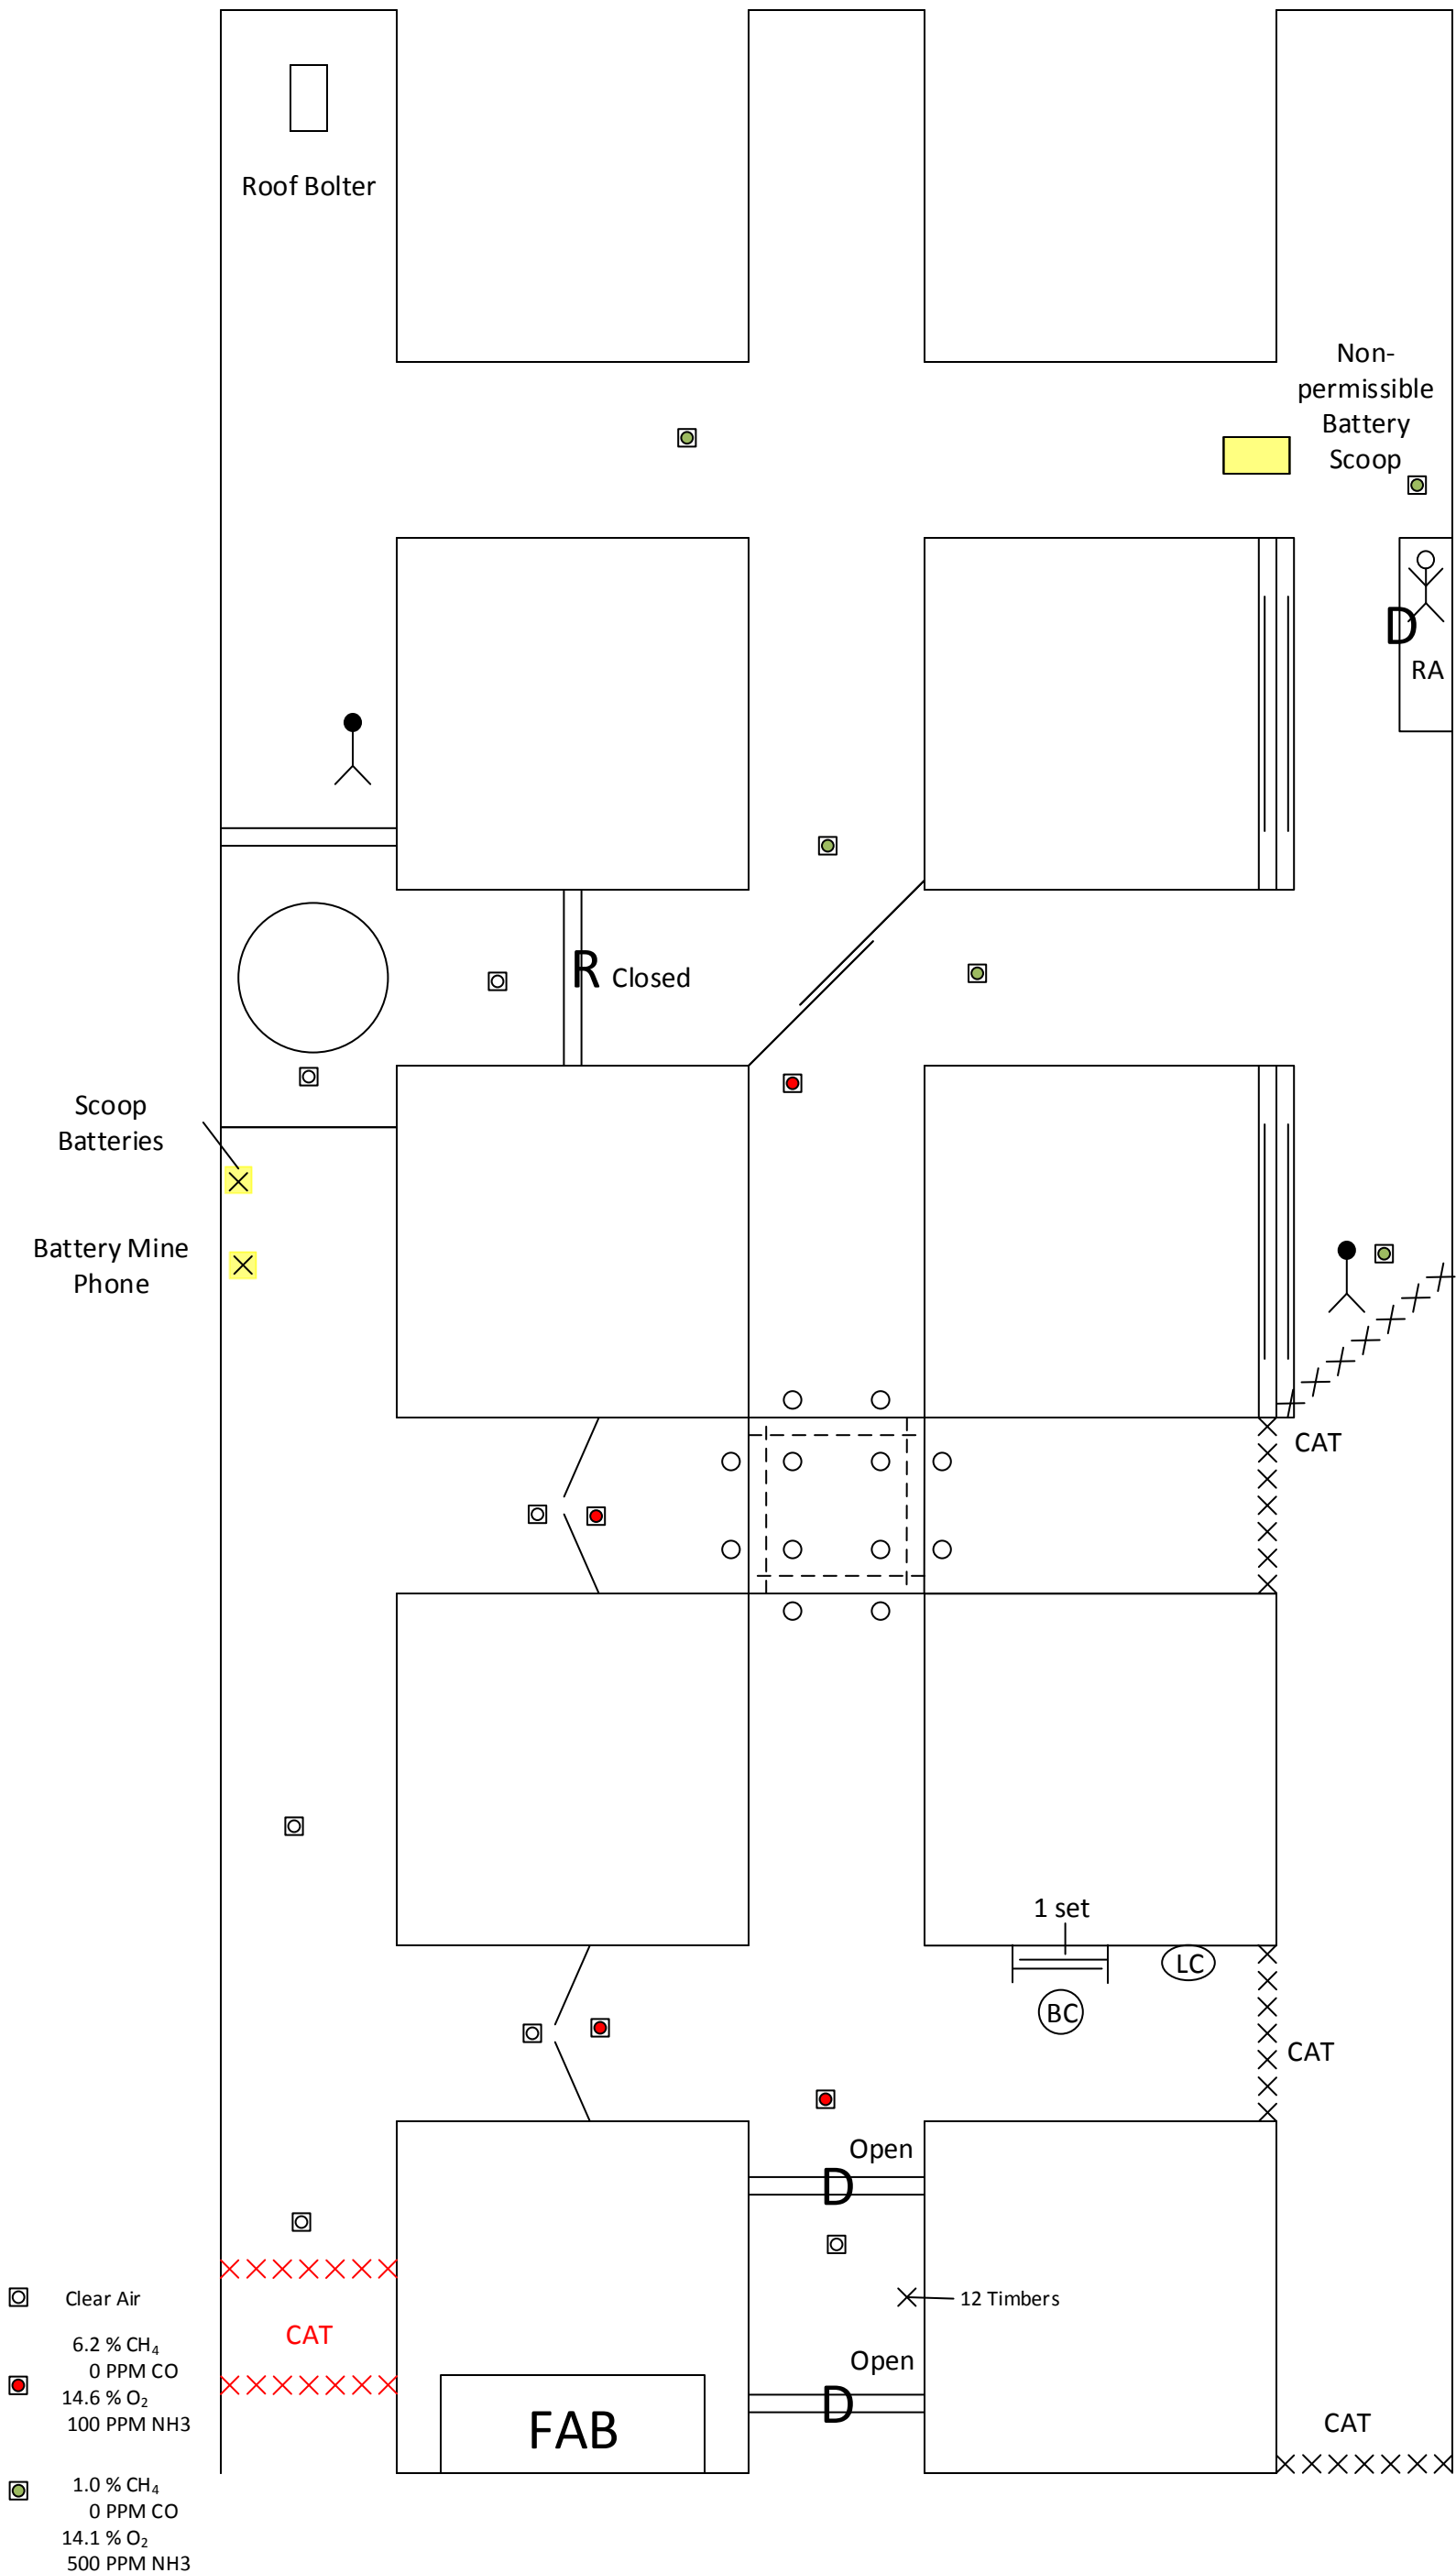 Roof Bolter
Non-
permissible
Battery
Scoop
D
RA
R Closed
Scoop
Batteries
Battery Mine
Phone
CAT
1 set
LC
BC
CAT
Open
D
12 Timbers
Open
D
CAT
FAB
CAT
Clear Air
6.2 % CH₄
0 PPM CO
14.6 % O₂
100 PPM NH3
1.0 % CH₄
0 PPM CO
14.1 % O₂
500 PPM NH3